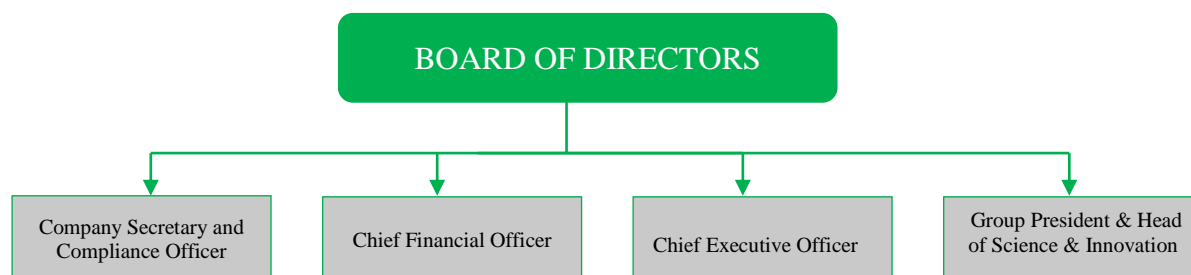 BOARD OF DIRECTORS
Company Secretary and
Compliance Officer
Chief Financial Officer
Chief Executive Officer
Group President & Head
of Science & Innovation